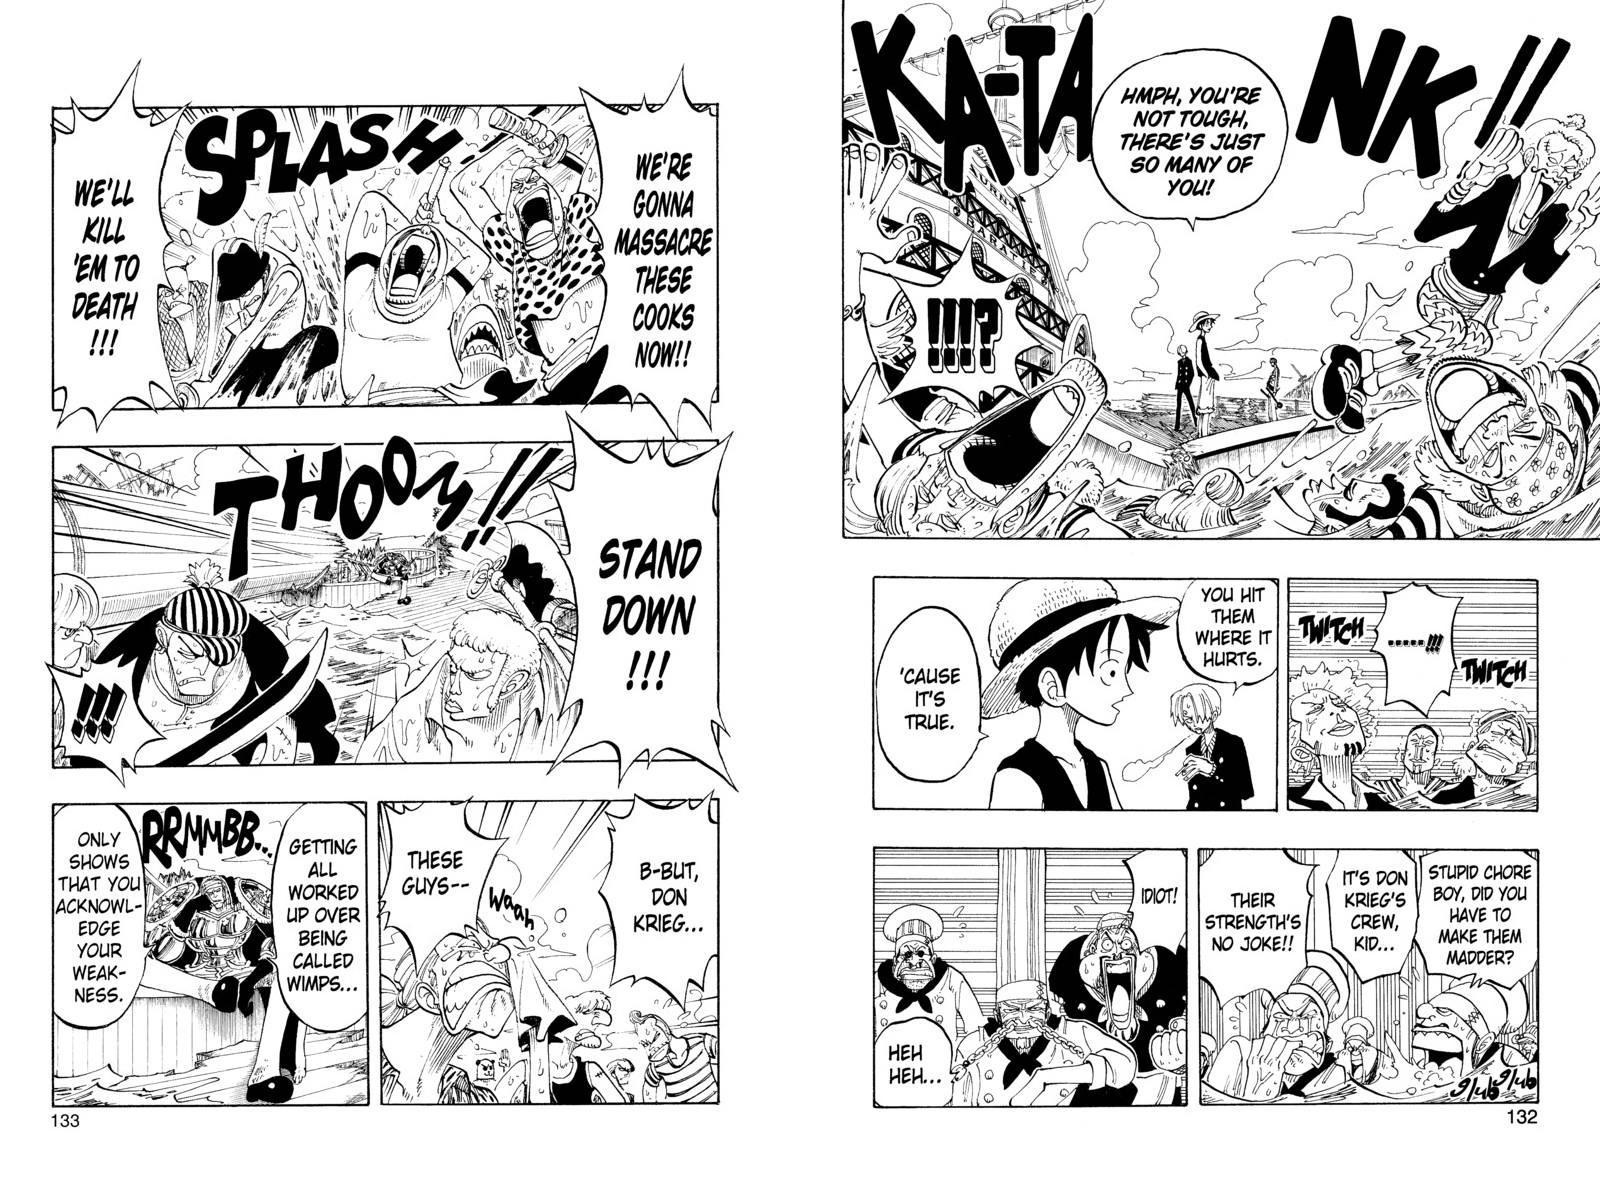 KA-TANK!!
HMPH, YOU'RE
NOT TOUGH,
THERE'S JUST
SO MANY OF
YOU!
!!!!?
TWITCH
-----!!!
TWITCH
YOU HIT
THEM
WHERE IT
HURTS.
'CAUSE
IT'S
TRUE.
STUPID CHORE
BOY, DID YOU
HAVE TO
MAKE THEM
MADDER?
IT'S DON
KRIEG'S
CREW,
KID...
THEIR
STRENGTH'S
NO JOKE!!
glub glub
IDIOT!
HEH
HEH...
132
WE'RE
GONNA
MASSACRE
THESE
COOKS
NOW!!
SPLASH
WE'LL
KILL
'EM TO
DEATH
!!!
STAND
DOWN
!!!
THOOM!!
!!!
B-BUT,
DON
KRIEG...
THESE
GUYS--
Waah
GETTING
ALL
WORKED
UP OVER
BEING
CALLED
WIMPS...
RRMMBB...
ONLY
SHOWS
THAT YOU
ACKNOWL-
EDGE
YOUR
WEAK-
NESS.
133